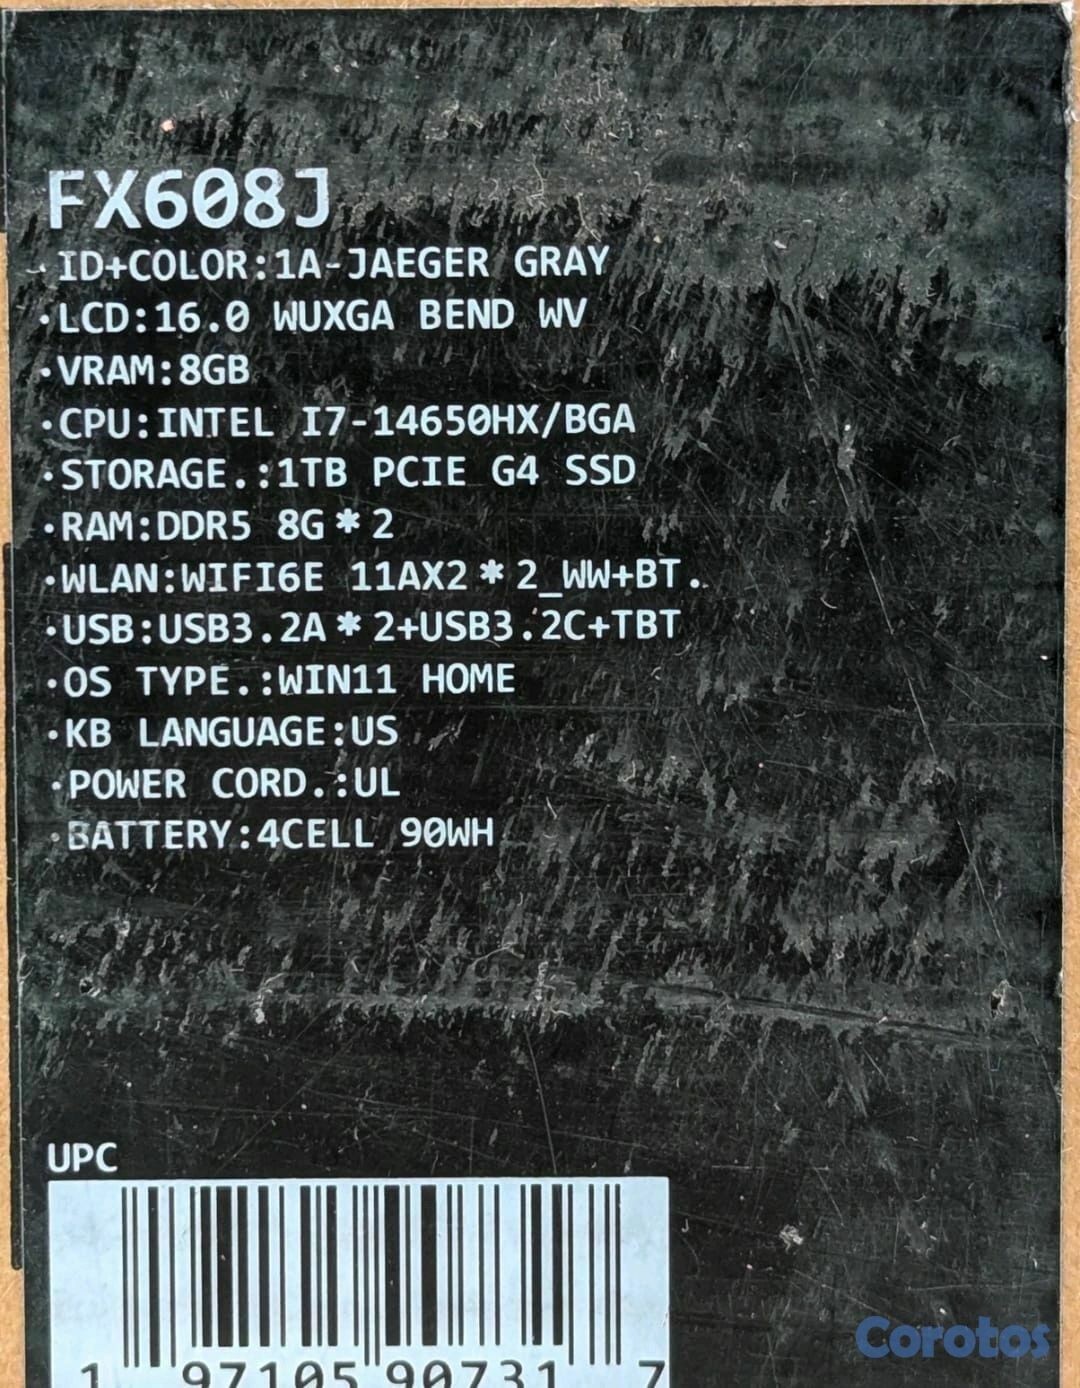 FX608J
·ID+COLOR:1A-JAEGER GRAY
·LCD:16.0 WUXGA BEND WV
·VRAM:8GB
·CPU:INTEL I7-14650HX/BGA
·STORAGE.:1TB PCIE G4 SSD
·RAM:DDR5 8G*2
·WLAN:WIFI6E 11AX2*2_WW+BT.
·USB:USB3.2A*2+USB3.2C+TBT
·OS TYPE.:WIN11 HOME
·KB LANGUAGE:US
·POWER CORD.:UL
·BATTERY:4CELL 90WH
UPC
1 97105 90731 7
Corotos